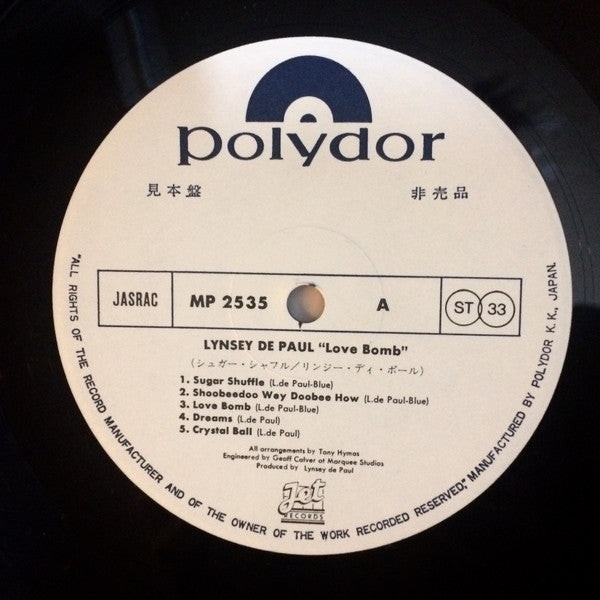 polydor
見本盤 非売品
JASRAC MP 2535 A ST 33
LYNSEY DE PAUL "Love Bomb"
(シュガー・シャフル/リンジー・ディ・ポール)
1. Sugar Shuffle (L.de Paul-Blue)
2. Shoobeedoo Wey Doobee How (L.de Paul-Blue)
3. Love Bomb (L.de Paul-Blue)
4. Dreams (L.de Paul)
5. Crystal Ball (L.de Paul)
All arrangements by Tony Hymas
Engineered by Geoff Calver at Marquee Studios
Produced by Lynsey de Paul
Jet
RECORDS
"ALL RIGHTS OF THE RECORD MANUFACTURER AND OF THE OWNER OF THE WORK RECORDED RESERVED." MANUFACTURED BY POLYDOR K.K., JAPAN.